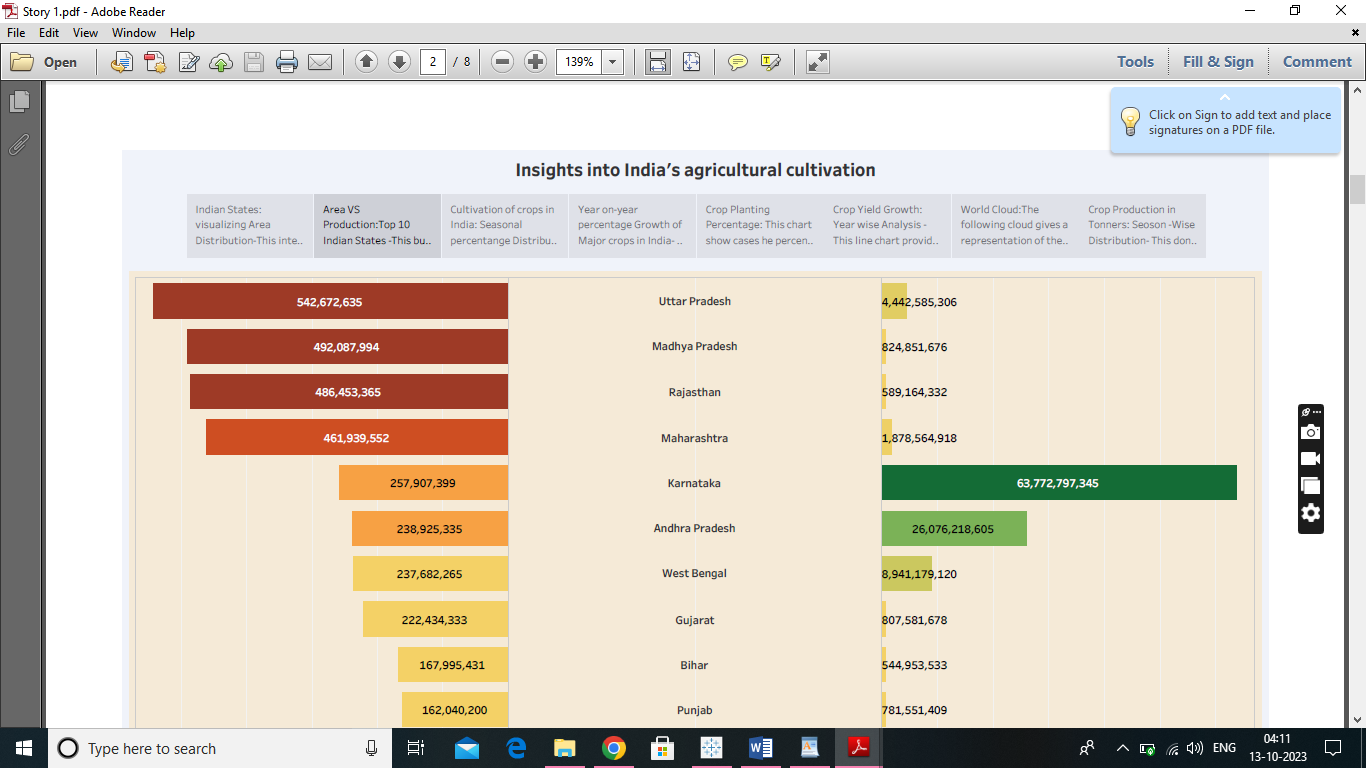 Story 1.pdf - Adobe Reader
File Edit View Window Help
Open 2 / 8 139% Tools Fill & Sign Comment
Click on Sign to add text and place
signatures on a PDF file.
Insights into India's agricultural cultivation
Indian States:
visualizing Area
Distribution-This inte..
Area VS
Production:Top 10
Indian States -This bu..
Cultivation of crops in
India: Seasonal
percentange Distribu..
Year on-year
percentage Growth of
Major crops in India- ..
Crop Planting
Percentage: This chart
show cases he percen..
Crop Yield Growth:
Year wise Analysis -
This line chart provid..
World Cloud:The
following cloud gives a
representation of the..
Crop Production in
Tonners: Seoson -Wise
Distribution- This don..
542,672,635 Uttar Pradesh 4,442,585,306
492,087,994 Madhya Pradesh 824,851,676
486,453,365 Rajasthan 589,164,332
461,939,552 Maharashtra 1,878,564,918
257,907,399 Karnataka 63,772,797,345
238,925,335 Andhra Pradesh 26,076,218,605
237,682,265 West Bengal 8,941,179,120
222,434,333 Gujarat 807,581,678
167,995,431 Bihar 544,953,533
162,040,200 Punjab 781,551,409
Type here to search
ENG
04:11
13-10-2023